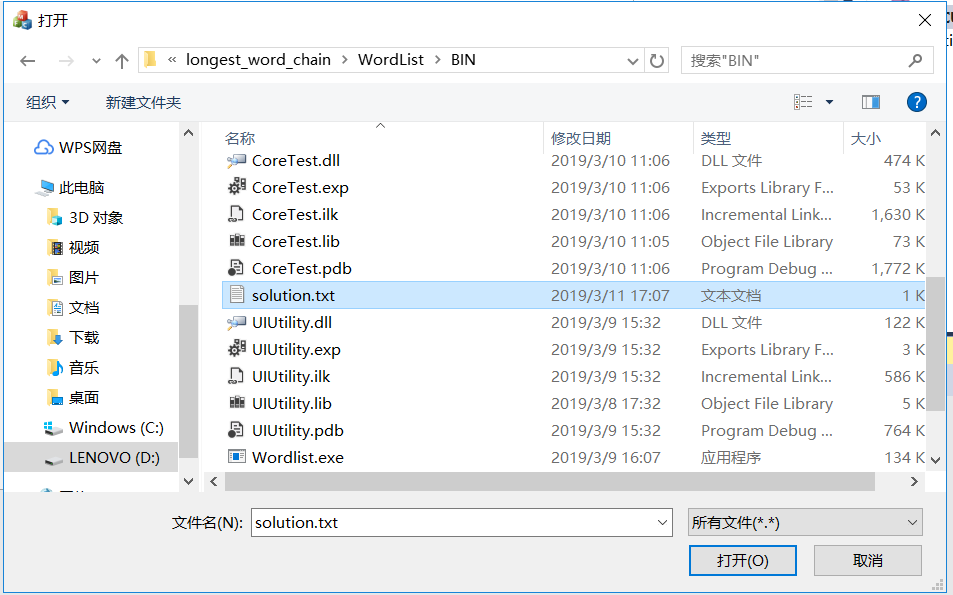 打开
« longest_word_chain > WordList > BIN
搜索"BIN"
组织
新建文件夹
?
WPS网盘
此电脑
3D 对象
视频
图片
文档
下载
音乐
桌面
Windows (C:)
LENOVO (D:)
名称 修改日期 类型 大小
CoreTest.dll 2019/3/10 11:06 DLL 文件 474 K
CoreTest.exp 2019/3/10 11:06 Exports Library F... 53 K
CoreTest.ilk 2019/3/10 11:06 Incremental Link... 1,630 K
CoreTest.lib 2019/3/10 11:05 Object File Library 73 K
CoreTest.pdb 2019/3/10 11:06 Program Debug ... 1,772 K
solution.txt 2019/3/11 17:07 文本文档 1 K
UIUtility.dll 2019/3/9 15:32 DLL 文件 122 K
UIUtility.exp 2019/3/9 15:32 Exports Library F... 3 K
UIUtility.ilk 2019/3/9 15:32 Incremental Link... 586 K
UIUtility.lib 2019/3/8 17:32 Object File Library 5 K
UIUtility.pdb 2019/3/9 15:32 Program Debug ... 764 K
Wordlist.exe 2019/3/9 16:07 应用程序 134 K
文件名(N): solution.txt 所有文件(*.*)
打开(O) 取消